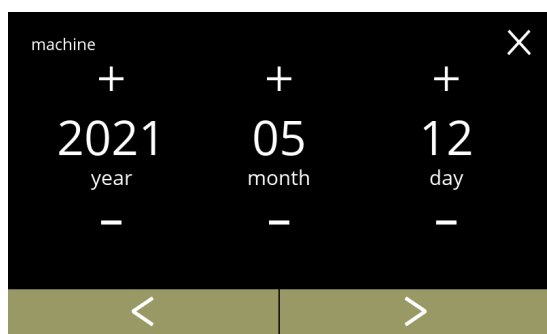 machine
+ + +
2021 05 12
year month day
- - -
< >